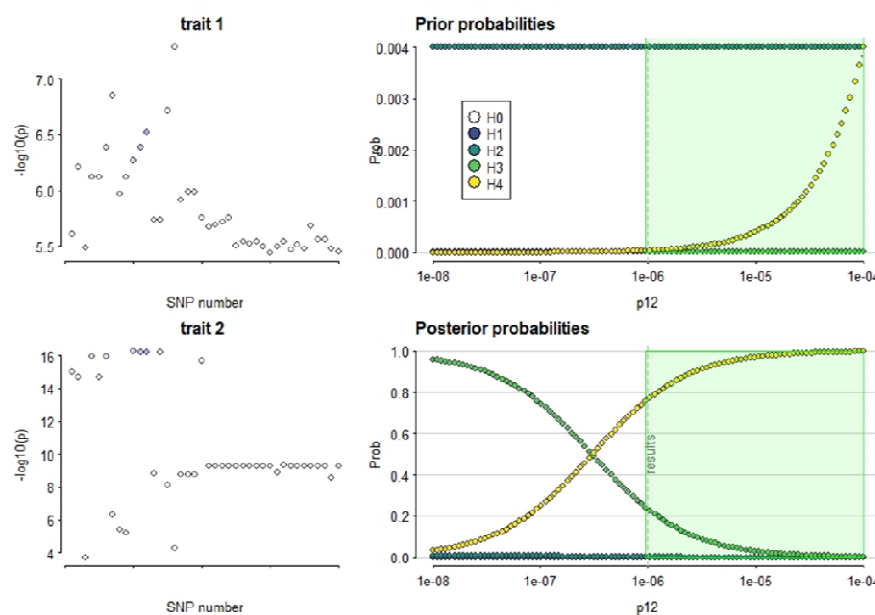 trait 1
-log10(p)
7.0
6.5
6.0
5.5
SNP number
Prior probabilities
Prob
0.004
0.003
0.002
0.001
0.000
H0
H1
H2
H3
H4
1e-08
1e-07
1e-06
1e-05
1e-04
p12
trait 2
-log10(p)
16
14
12
10
8
6
4
SNP number
Posterior probabilities
Prob
1.0
0.8
0.6
0.4
0.2
0.0
results
1e-08
1e-07
1e-06
1e-05
1e-04
p12